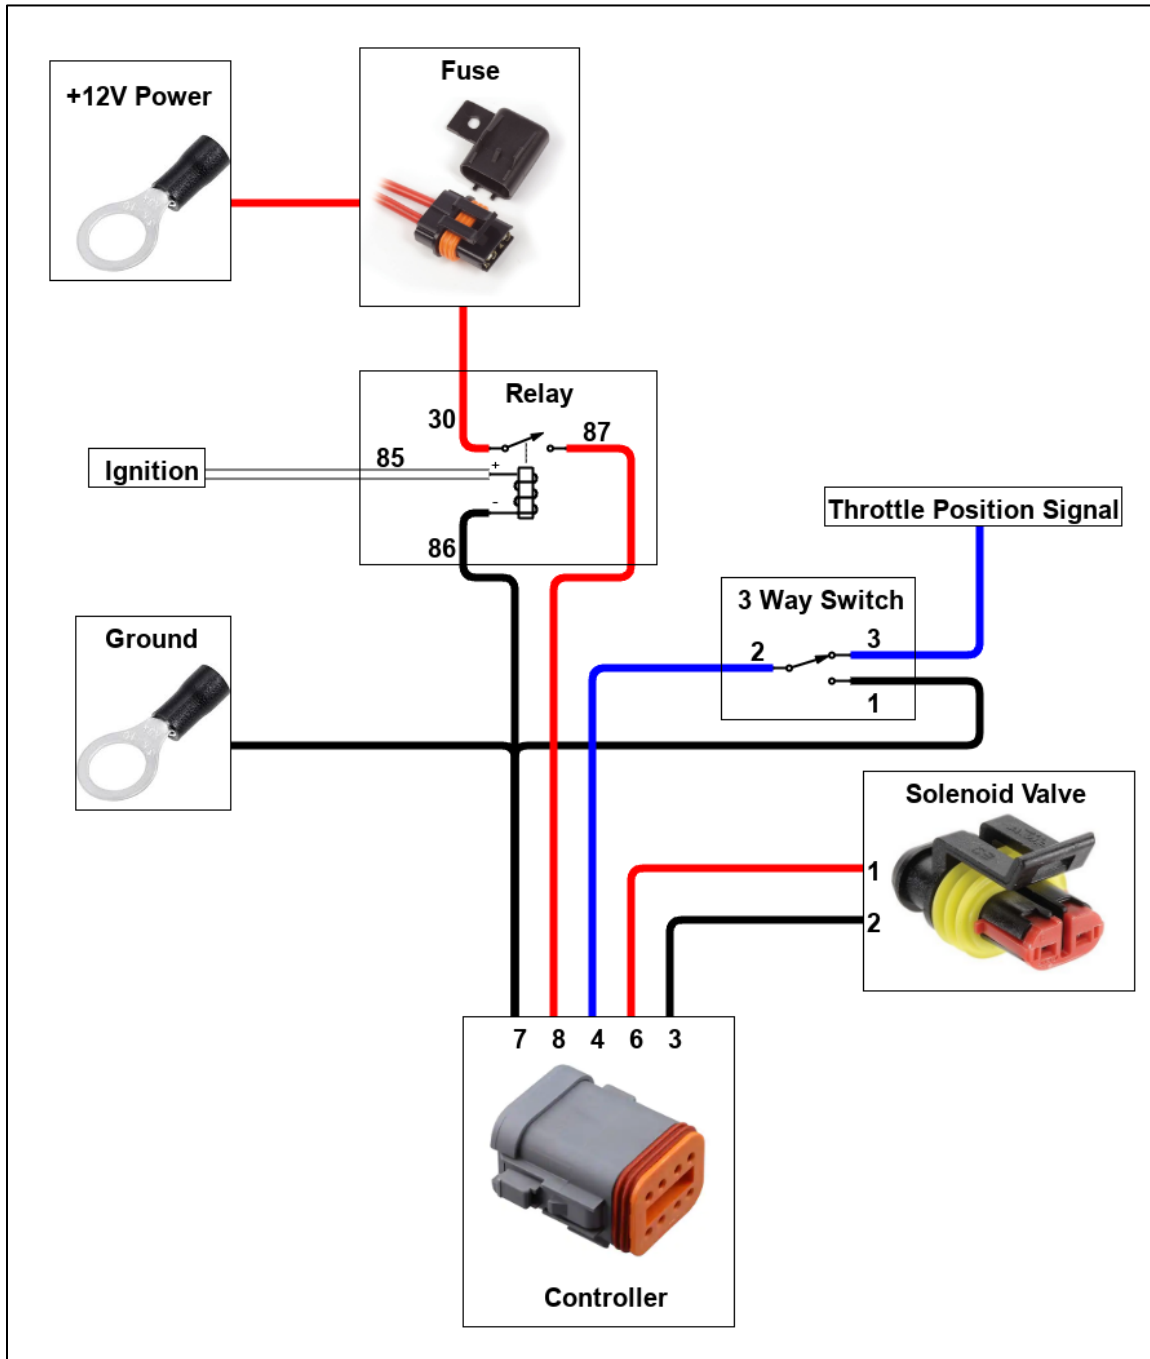 +12V Power
Fuse
Relay
30
87
Ignition
85
+
-
86
Throttle Position Signal
3 Way Switch
2
3
1
Ground
Solenoid Valve
1
2
7 8 4 6 3
Controller